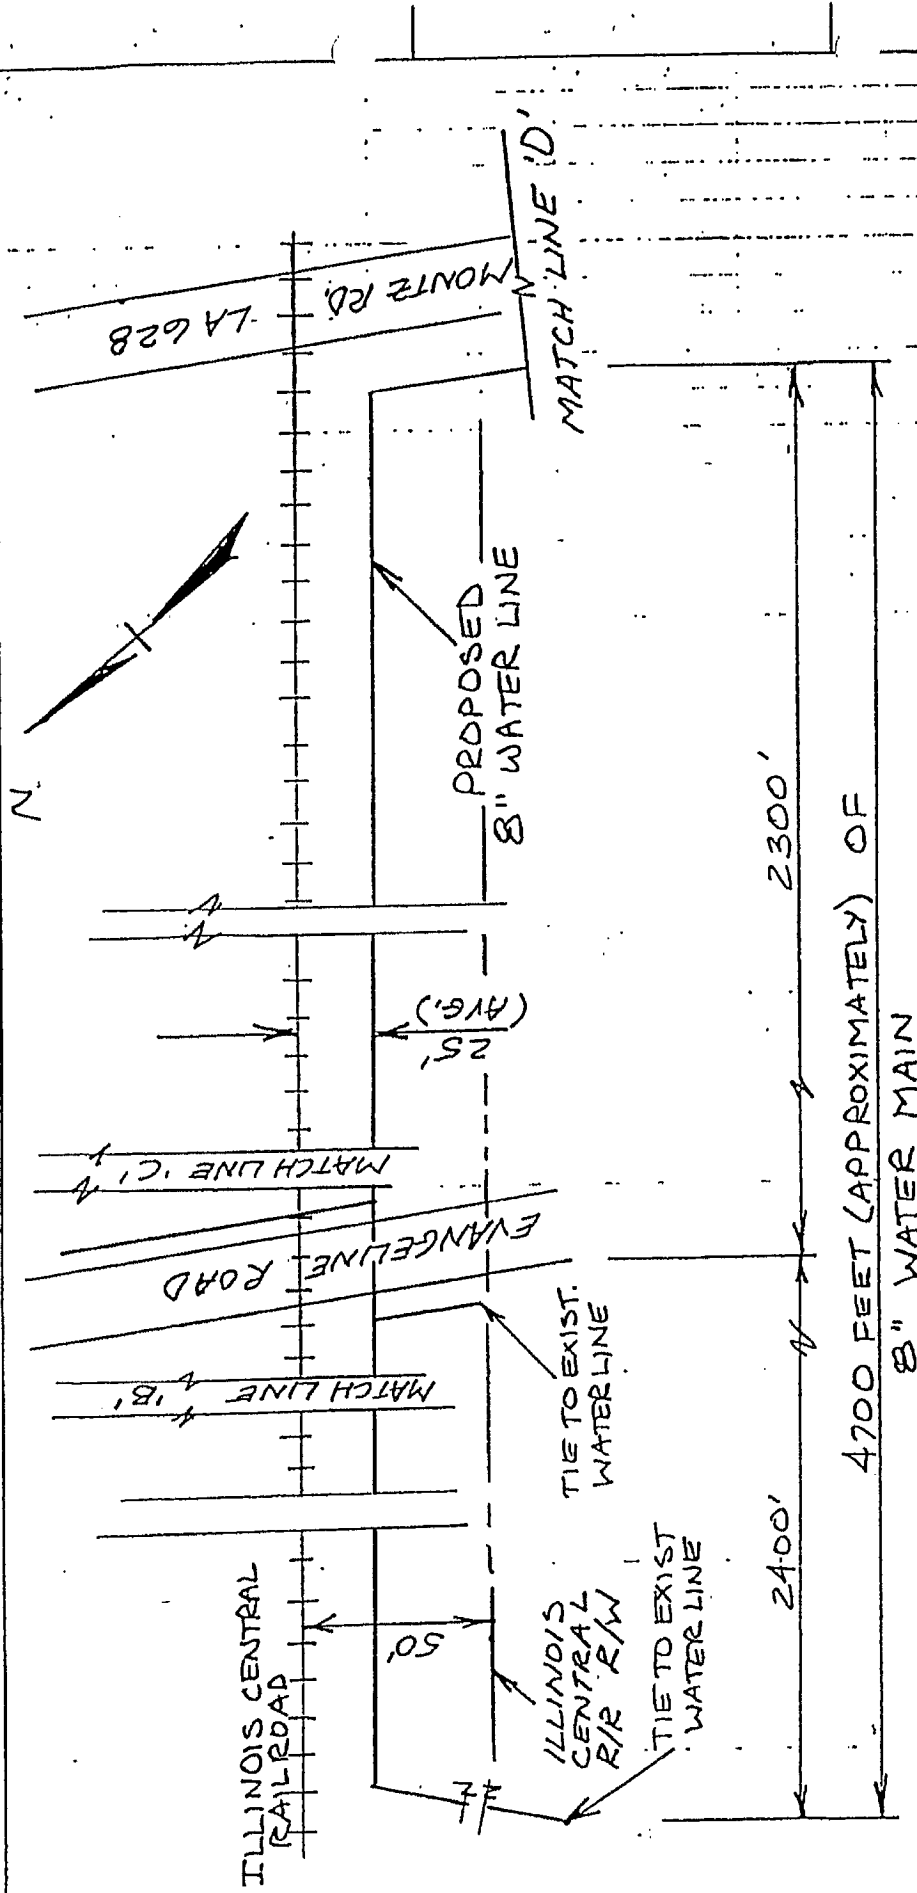 ILLINOIS CENTRAL
RAILROAD
50'
ILLINOIS
CENTRAL
R/R R/W
TIE TO EXIST
WATER LINE
MATCH LINE 'B'
TIE TO EXIST.
WATER LINE
EVANGELINE ROAD
MATCH LINE 'C'
25'
(AVG.)
N
PROPOSED
8" WATER LINE
LA 628
MONTZ RD.
MATCH LINE 'D'
2400'
2300'
4700 FEET (APPROXIMATELY) OF
8" WATER MAIN